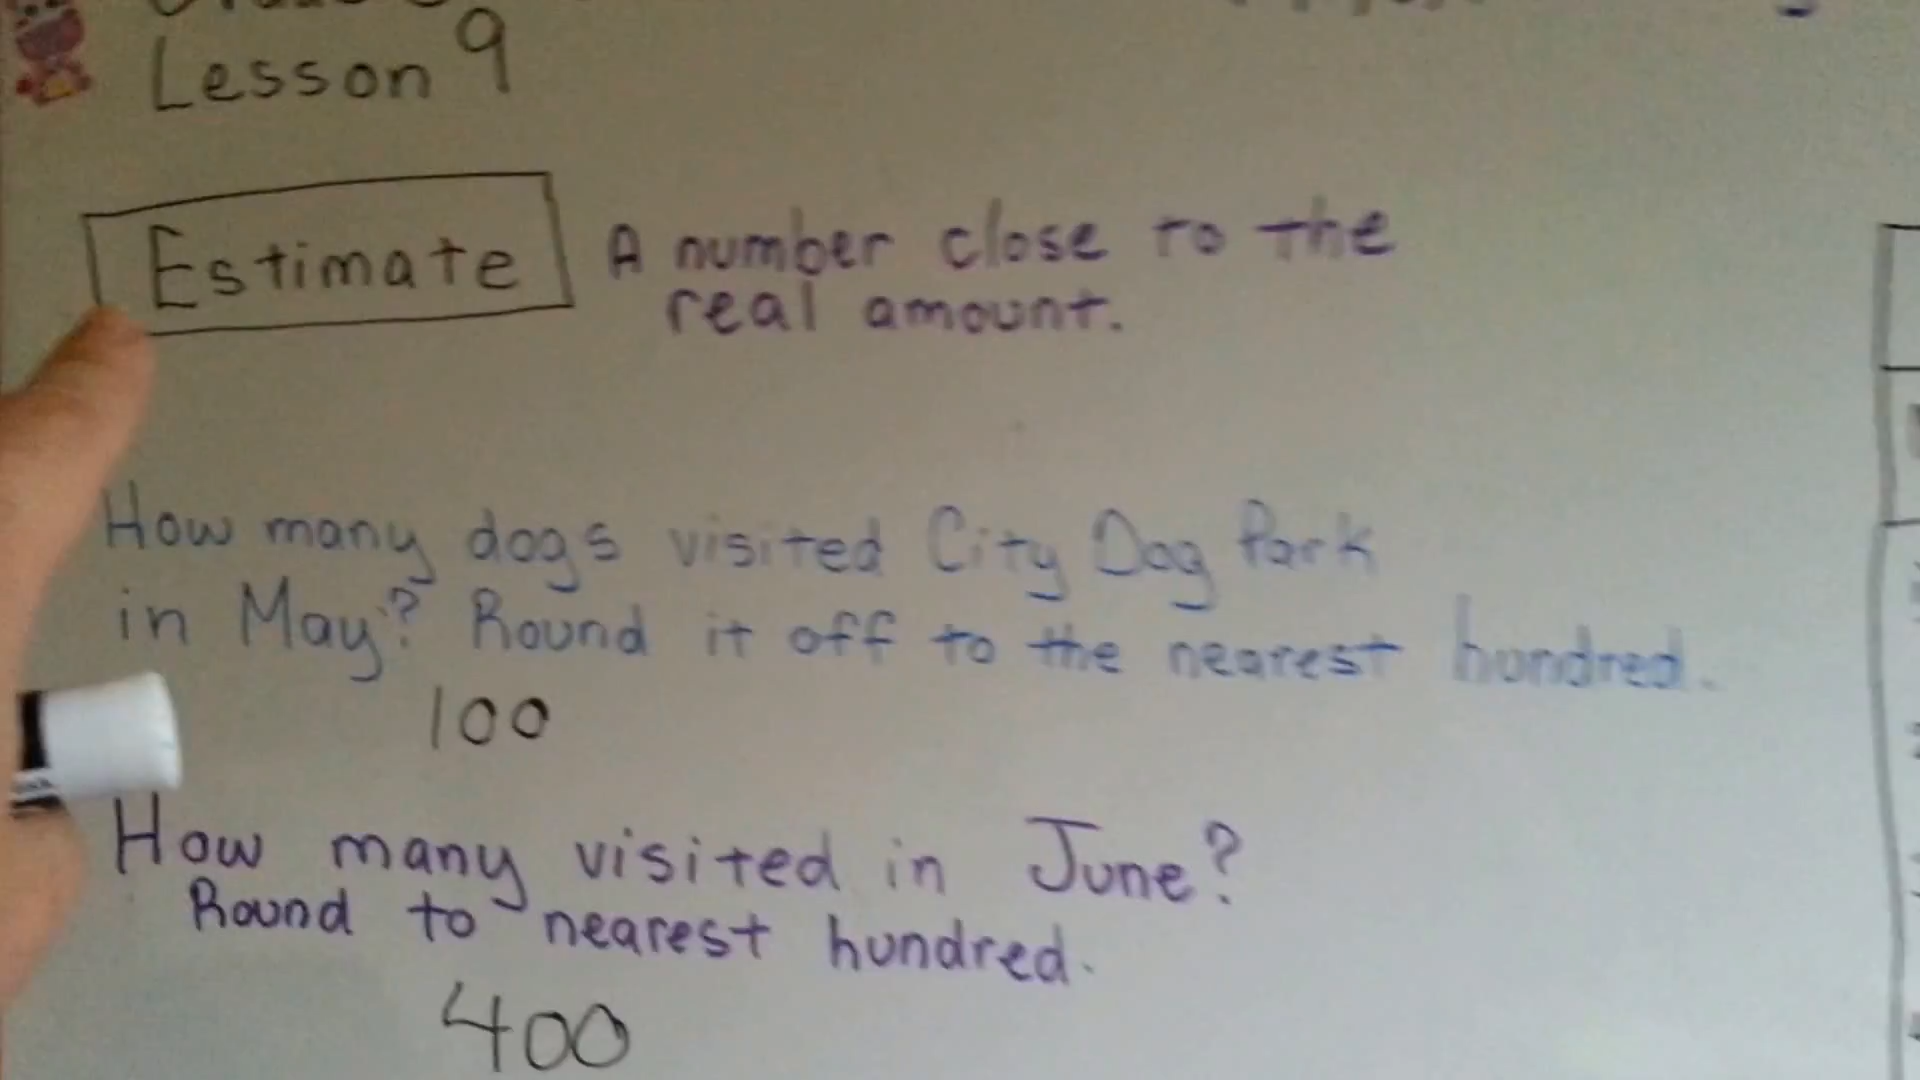 Lesson 9
Estimate
A number close to the
real amount.
How many dogs visited City Dog Park
in May? Round it off to the nearest hundred.
100
How many visited in June?
Round to nearest hundred.
400